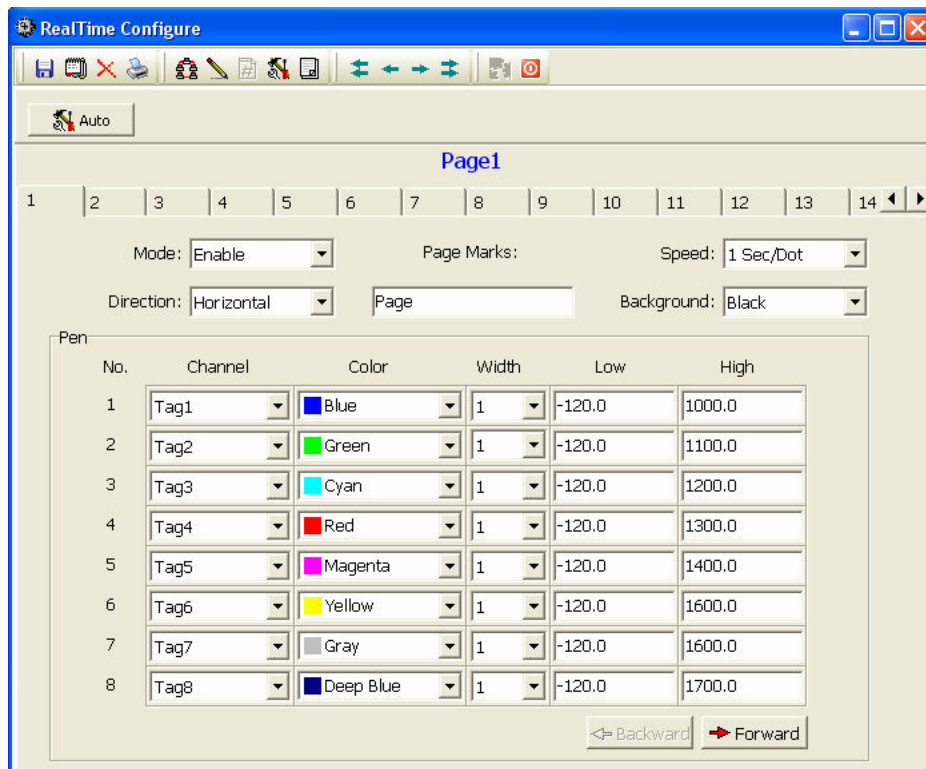 RealTime Configure
Auto
Page1
1 2 3 4 5 6 7 8 9 10 11 12 13 14
Mode: Enable Page Marks: Speed: 1 Sec/Dot
Direction: Horizontal Page Background: Black
Pen
No. Channel Color Width Low High
1 Tag1 Blue 1 -120.0 1000.0
2 Tag2 Green 1 -120.0 1100.0
3 Tag3 Cyan 1 -120.0 1200.0
4 Tag4 Red 1 -120.0 1300.0
5 Tag5 Magenta 1 -120.0 1400.0
6 Tag6 Yellow 1 -120.0 1600.0
7 Tag7 Gray 1 -120.0 1600.0
8 Tag8 Deep Blue 1 -120.0 1700.0
Backward Forward